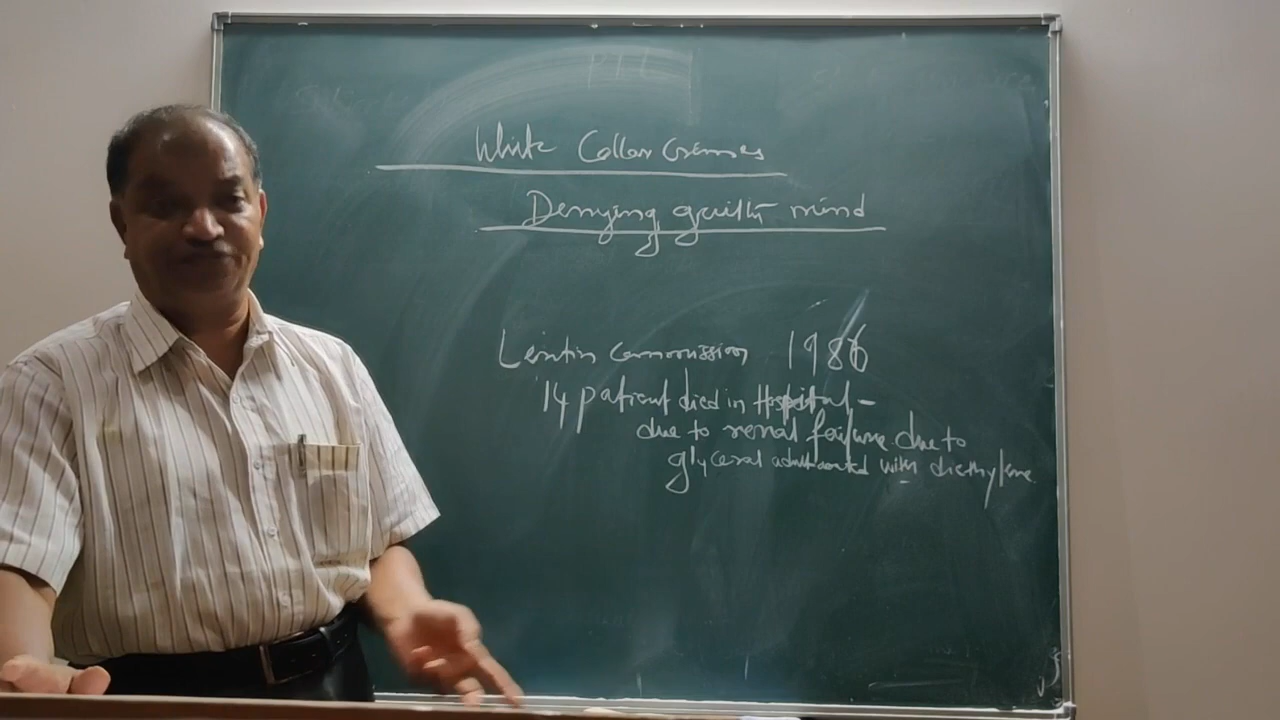 White Collar Crimes
Denying guilty mind
Lentin commission 1986
14 patient died in Hospital -
due to renal failure due to
glycerol adulterated with diethylene